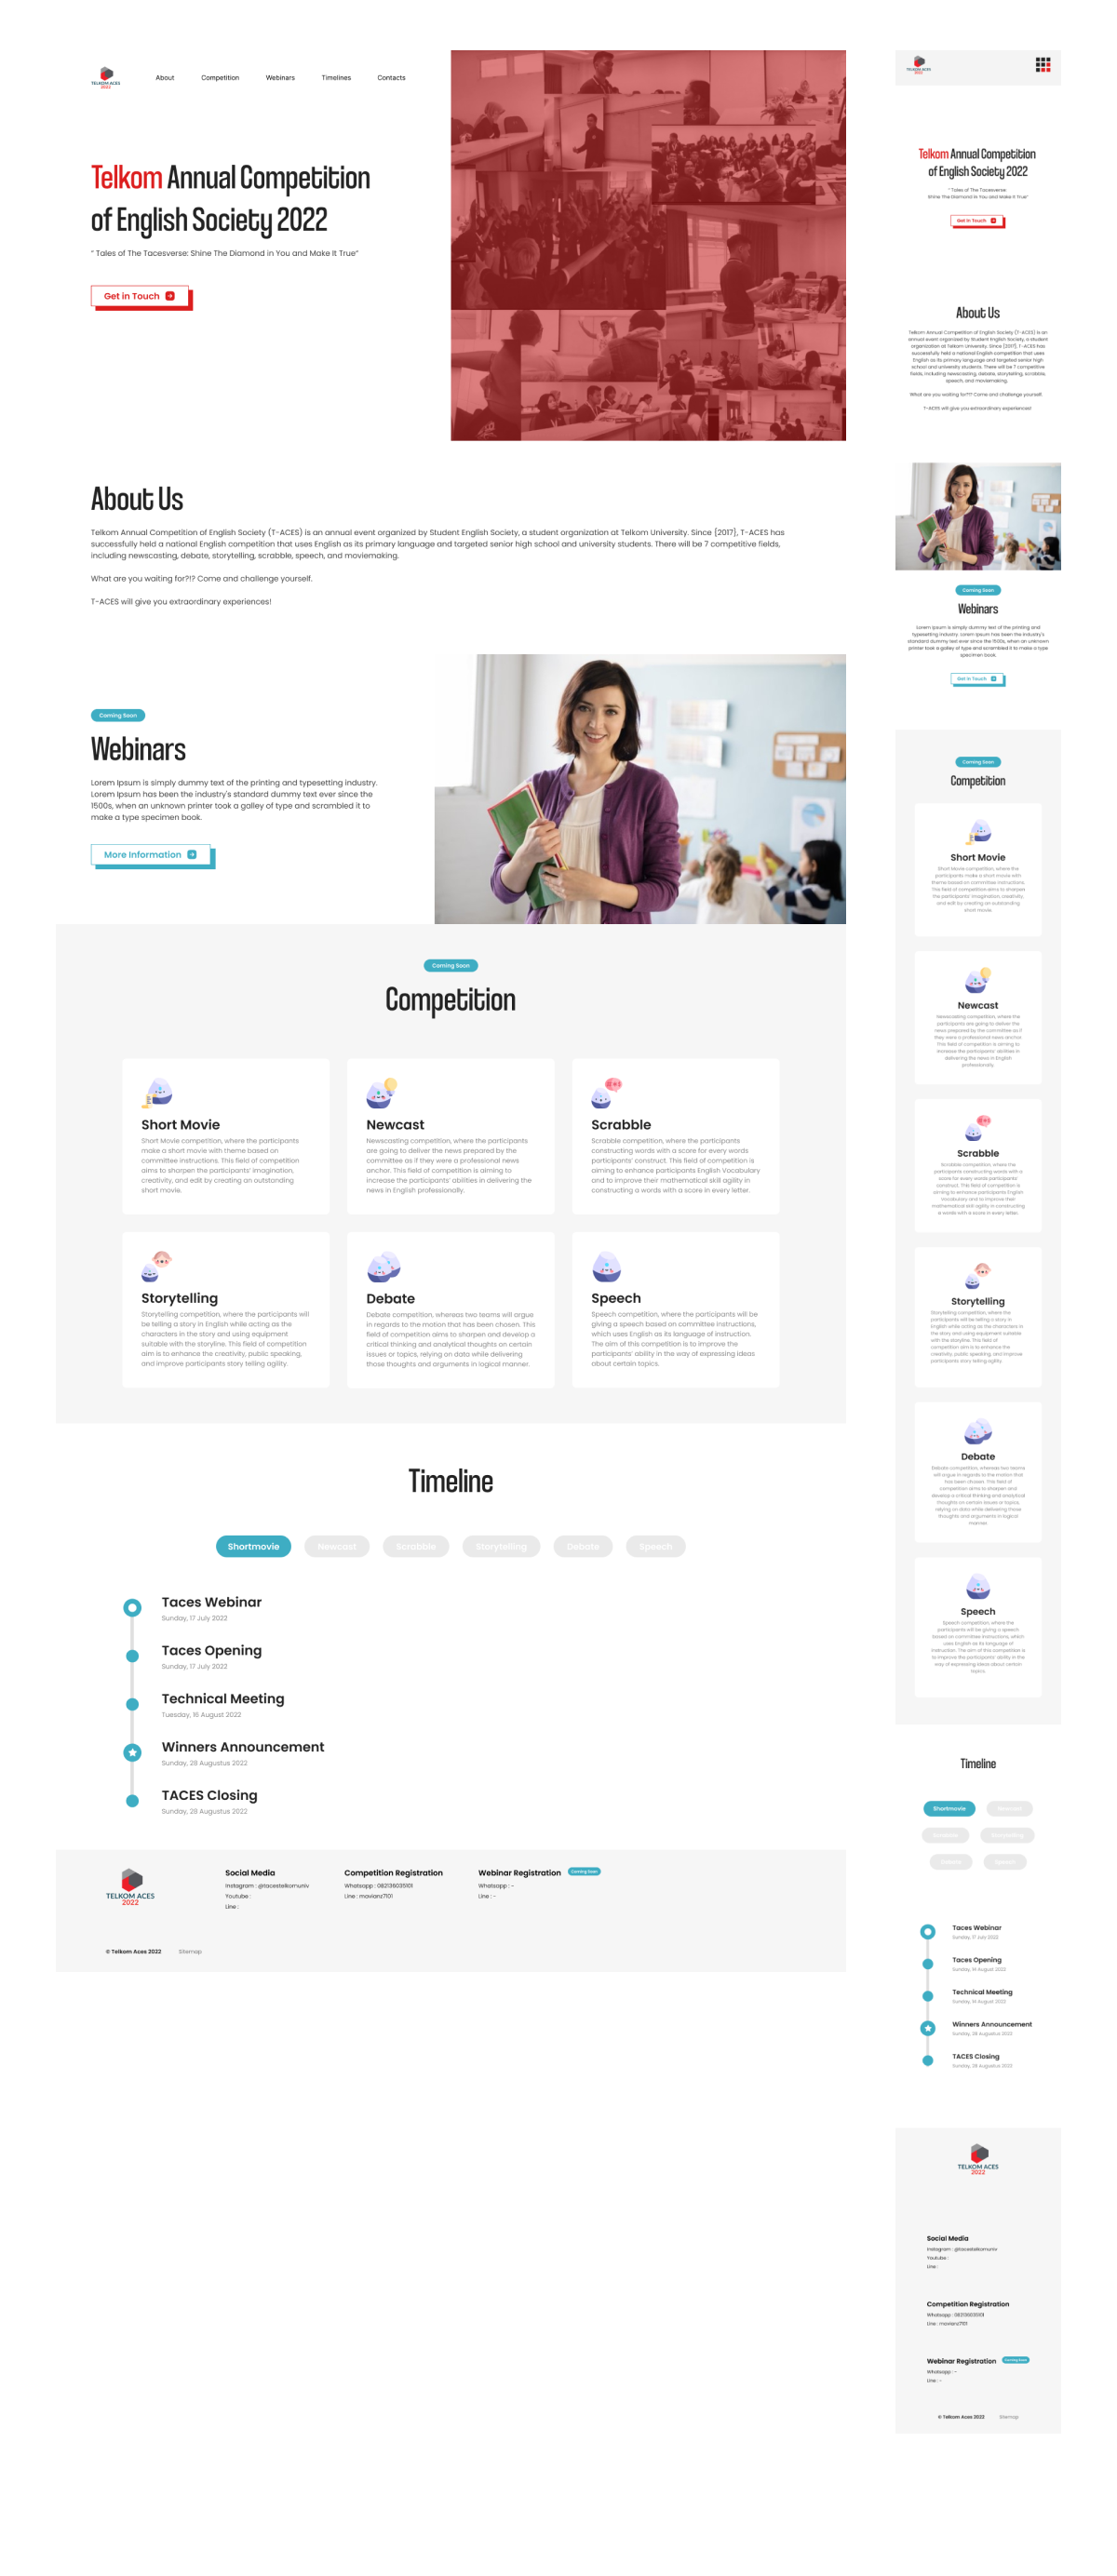 TELKOM ACES
2022
About
Competition
Webinars
Timelines
Contacts
Telkom Annual Competition
of English Society 2022
" Tales of The Tacesverse: Shine The Diamond in You and Make It True"
Get in Touch
About Us
Telkom Annual Competition of English Society (T-ACES) is an annual event organized by Student English Society, a student organization at Telkom University. Since [2017], T-ACES has
successfully held a national English competition that uses English as its primary language and targeted senior high school and university students. There will be 7 competitive fields,
including newscasting, debate, storytelling, scrabble, speech, and moviemaking.
What are you waiting for?!? Come and challenge yourself.
T-ACES will give you extraordinary experiences!
Coming Soon
Webinars
Lorem Ipsum is simply dummy text of the printing and typesetting industry.
Lorem Ipsum has been the industry's standard dummy text ever since the
1500s, when an unknown printer took a galley of type and scrambled it to
make a type specimen book.
More Information
Coming Soon
Competition
Short Movie
Short Movie competition, where the participants
make a short movie with theme based on
committee instructions. This field of competition
aims to sharpen the participants' imagination,
creativity, and edit by creating an outstanding
short movie.
Newcast
Newscasting competition, where the participants
are going to deliver the news prepared by the
committee as if they were a professional news
anchor. This field of competition is aiming to
increase the participants' abilities in delivering the
news in English professionally.
Scrabble
Scrabble competition, where the participants
constructing words with a score for every words
participants' construct. This field of competition is
aiming to enhance participants English Vocabulary
and to improve their mathematical skill agility in
constructing a words with a score in every letter.
Storytelling
Storytelling competition, where the participants will
be telling a story in English while acting as the
characters in the story and using equipment
suitable with the storyline. This field of competition
aim is to enhance the creativity, public speaking,
and improve participants story telling agility.
Debate
Debate competition, whereas two teams will argue
in regards to the motion that has been chosen. This
field of competition aims to sharpen and develop a
critical thinking and analytical thoughts on certain
issues or topics, relying on data while delivering
those thoughts and arguments in logical manner.
Speech
Speech competition, where the participants will be
giving a speech based on committee instructions,
which uses English as its language of instruction.
The aim of this competition is to improve the
participants' ability in the way of expressing ideas
about certain topics.
Timeline
Shortmovie
Newcast
Scrabble
Storytelling
Debate
Speech
Taces Webinar
Sunday, 17 July 2022
Taces Opening
Sunday, 17 July 2022
Technical Meeting
Tuesday, 16 August 2022
Winners Announcement
Sunday, 28 Augustus 2022
TACES Closing
Sunday, 28 Augustus 2022
TELKOM ACES
2022
Social Media
Instagram : @tacestelkomuniv
Youtube :
Line :
Competition Registration
Whatsapp : 082136035101
Line : mavianz7101
Webinar Registration
Coming Soon
Whatsapp : -
Line : -
© Telkom Aces 2022
Sitemap
TELKOM ACES
2022
Telkom Annual Competition
of English Society 2022
" Tales of The Tacesverse:
Shine The Diamond in You and Make It True"
Get in Touch
About Us
Telkom Annual Competition of English Society (T-ACES) is an
annual event organized by Student English Society, a student
organization at Telkom University. Since [2017], T-ACES has
successfully held a national English competition that uses
English as its primary language and targeted senior high
school and university students. There will be 7 competitive
fields, including newscasting, debate, storytelling, scrabble,
speech, and moviemaking.
What are you waiting for?!? Come and challenge yourself.
T-ACES will give you extraordinary experiences!
Coming Soon
Webinars
Lorem Ipsum is simply dummy text of the printing and
typesetting industry. Lorem Ipsum has been the industry's
standard dummy text ever since the 1500s, when an unknown
printer took a galley of type and scrambled it to make a type
specimen book.
Get in Touch
Coming Soon
Competition
Short Movie
Short Movie competition, where the
participants make a short movie with
theme based on committee instructions.
This field of competition aims to sharpen
the participants' imagination, creativity,
and edit by creating an outstanding
short movie.
Newcast
Newscasting competition, where the
participants are going to deliver the
news prepared by the committee as if
they were a professional news anchor.
This field of competition is aiming to
increase the participants' abilities in
delivering the news in English
professionally.
Scrabble
Scrabble competition, where the
participants constructing words with a
score for every words participants'
construct. This field of competition is
aiming to enhance participants English
Vocabulary and to improve their
mathematical skill agility in constructing
a words with a score in every letter.
Storytelling
Storytelling competition, where the
participants will be telling a story in
English while acting as the characters in
the story and using equipment suitable
with the storyline. This field of
competition aim is to enhance the
creativity, public speaking, and improve
participants story telling agility.
Debate
Debate competition, whereas two teams
will argue in regards to the motion that
has been chosen. This field of
competition aims to sharpen and
develop a critical thinking and analytical
thoughts on certain issues or topics,
relying on data while delivering those
thoughts and arguments in logical
manner.
Speech
Speech competition, where the
participants will be giving a speech
based on committee instructions, which
uses English as its language of
instruction. The aim of this competition is
to improve the participants' ability in the
way of expressing ideas about certain
topics.
Timeline
Shortmovie
Newcast
Scrabble
Storytelling
Debate
Speech
Taces Webinar
Sunday, 17 July 2022
Taces Opening
Sunday, 14 August 2022
Technical Meeting
Sunday, 14 August 2022
Winners Announcement
Sunday, 28 Augustus 2022
TACES Closing
Sunday, 28 Augustus 2022
TELKOM ACES
2022
Social Media
Instagram : @tacestelkomuniv
Youtube :
Line :
Competition Registration
Whatsapp : 082136035101
Line : mavianz7101
Webinar Registration
Coming Soon
Whatsapp : -
Line : -
© Telkom Aces 2022
Sitemap